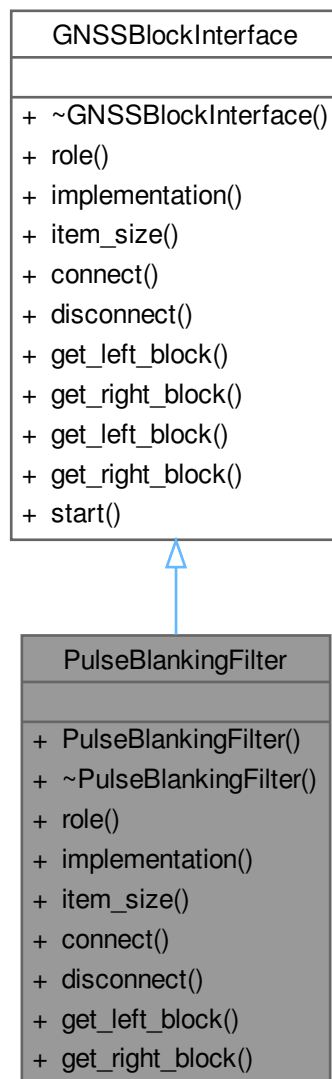 GNSSBlockInterface
+ ~GNSSBlockInterface()
+ role()
+ implementation()
+ item_size()
+ connect()
+ disconnect()
+ get_left_block()
+ get_right_block()
+ get_left_block()
+ get_right_block()
+ start()
PulseBlankingFilter
+ PulseBlankingFilter()
+ ~PulseBlankingFilter()
+ role()
+ implementation()
+ item_size()
+ connect()
+ disconnect()
+ get_left_block()
+ get_right_block()